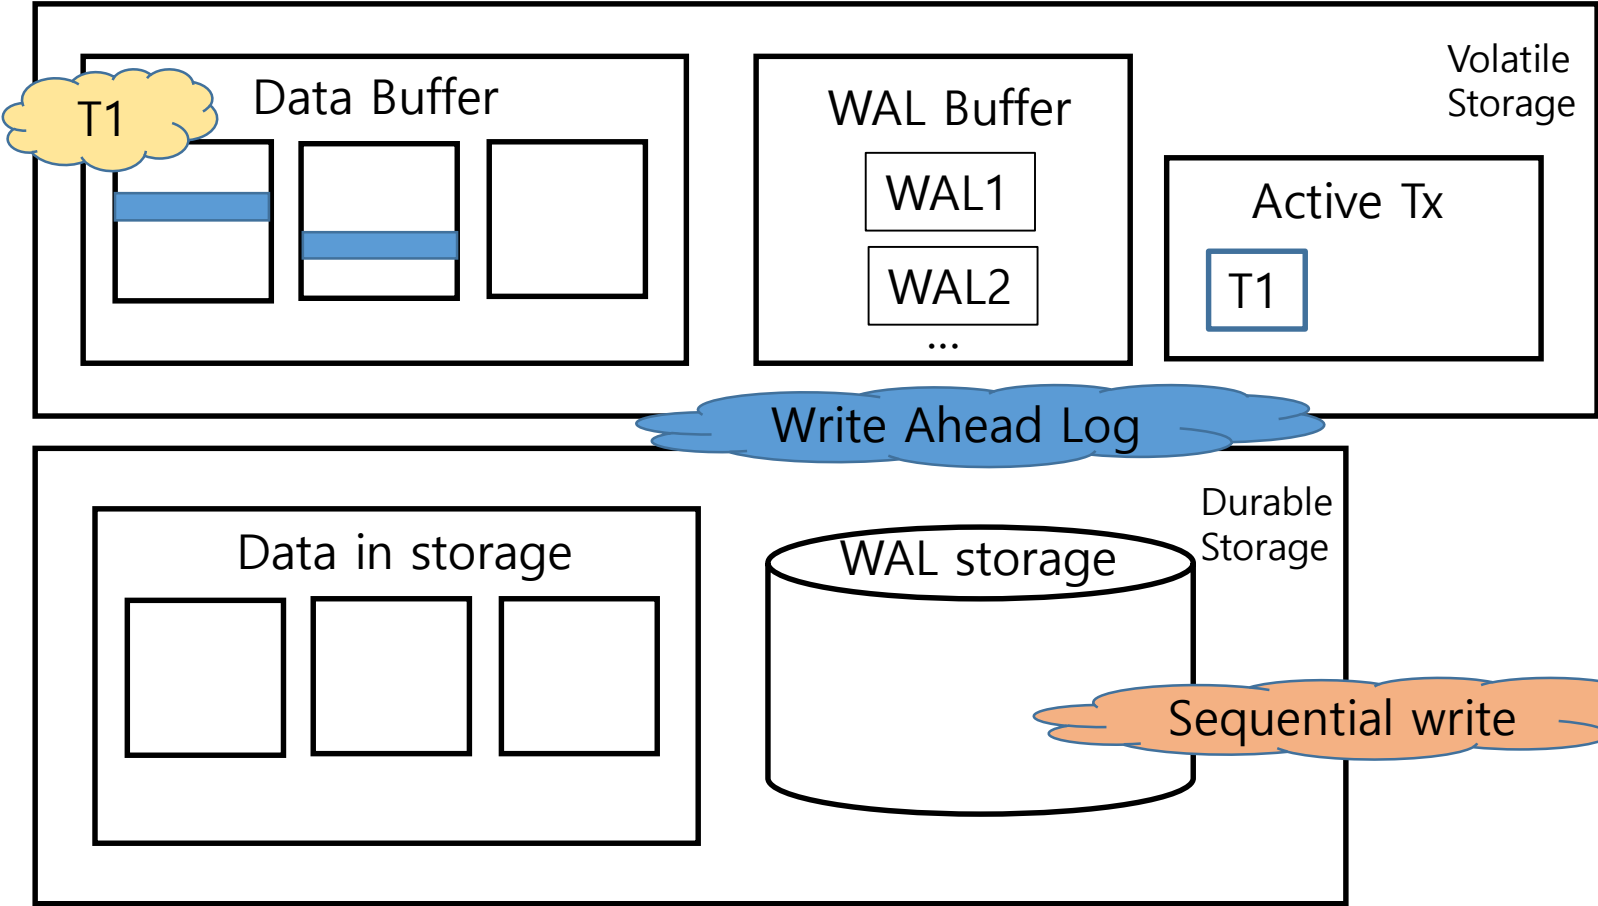 Volatile
Storage
T1
Data Buffer
WAL Buffer
WAL1
WAL2
...
Active Tx
T1
Write Ahead Log
Durable
Storage
Data in storage
WAL storage
Sequential write